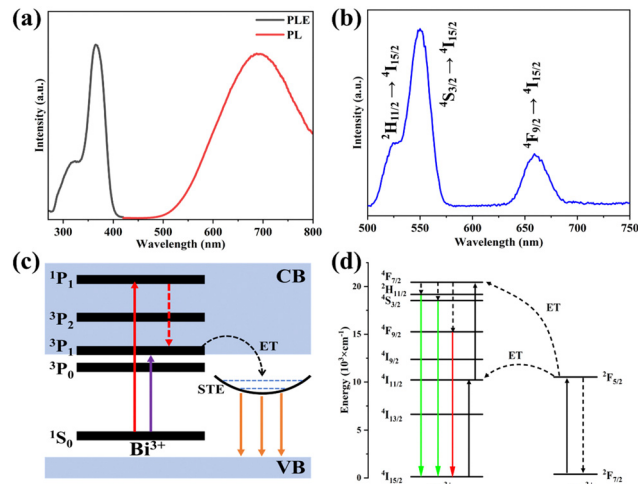 (a)
PLE
PL
Intensity (a.u.)
300 400 500 600 700 800
Wavelength (nm)
(b)
²H₁₁/₂ → ⁴I₁₅/₂
⁴S₃/₂ → ⁴I₁₅/₂
⁴F₉/₂ → ⁴I₁₅/₂
Intensity (a.u.)
500 550 600 650 700 750
Wavelength (nm)
(c)
CB
¹P₁
³P₂
³P₁
³P₀
ET
STE
¹S₀
Bi³⁺
VB
(d)
Energy (10³×cm⁻¹)
20
15
10
5
0
⁴F₇/₂
²H₁₁/₂
⁴S₃/₂
⁴F₉/₂
⁴I₉/₂
⁴I₁₁/₂
⁴I₁₃/₂
⁴I₁₅/₂
ET
ET
²F₅/₂
²F₇/₂